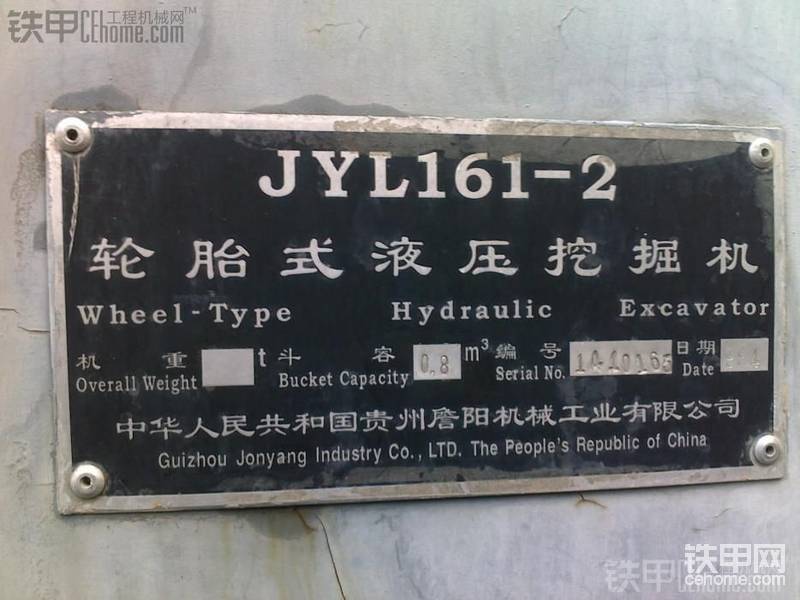 铁甲 工程机械网 TM
CEhome.com
JYL161-2
轮胎式液压挖掘机
Wheel-Type Hydraulic Excavator
机重 t 斗容 0.8 m³ 编号 日期
Overall Weight Bucket Capacity Serial No. Date
中华人民共和国贵州詹阳机械工业有限公司
Guizhou Jonyang Industry Co., LTD. The People's Republic of China
铁甲网
cehome.com